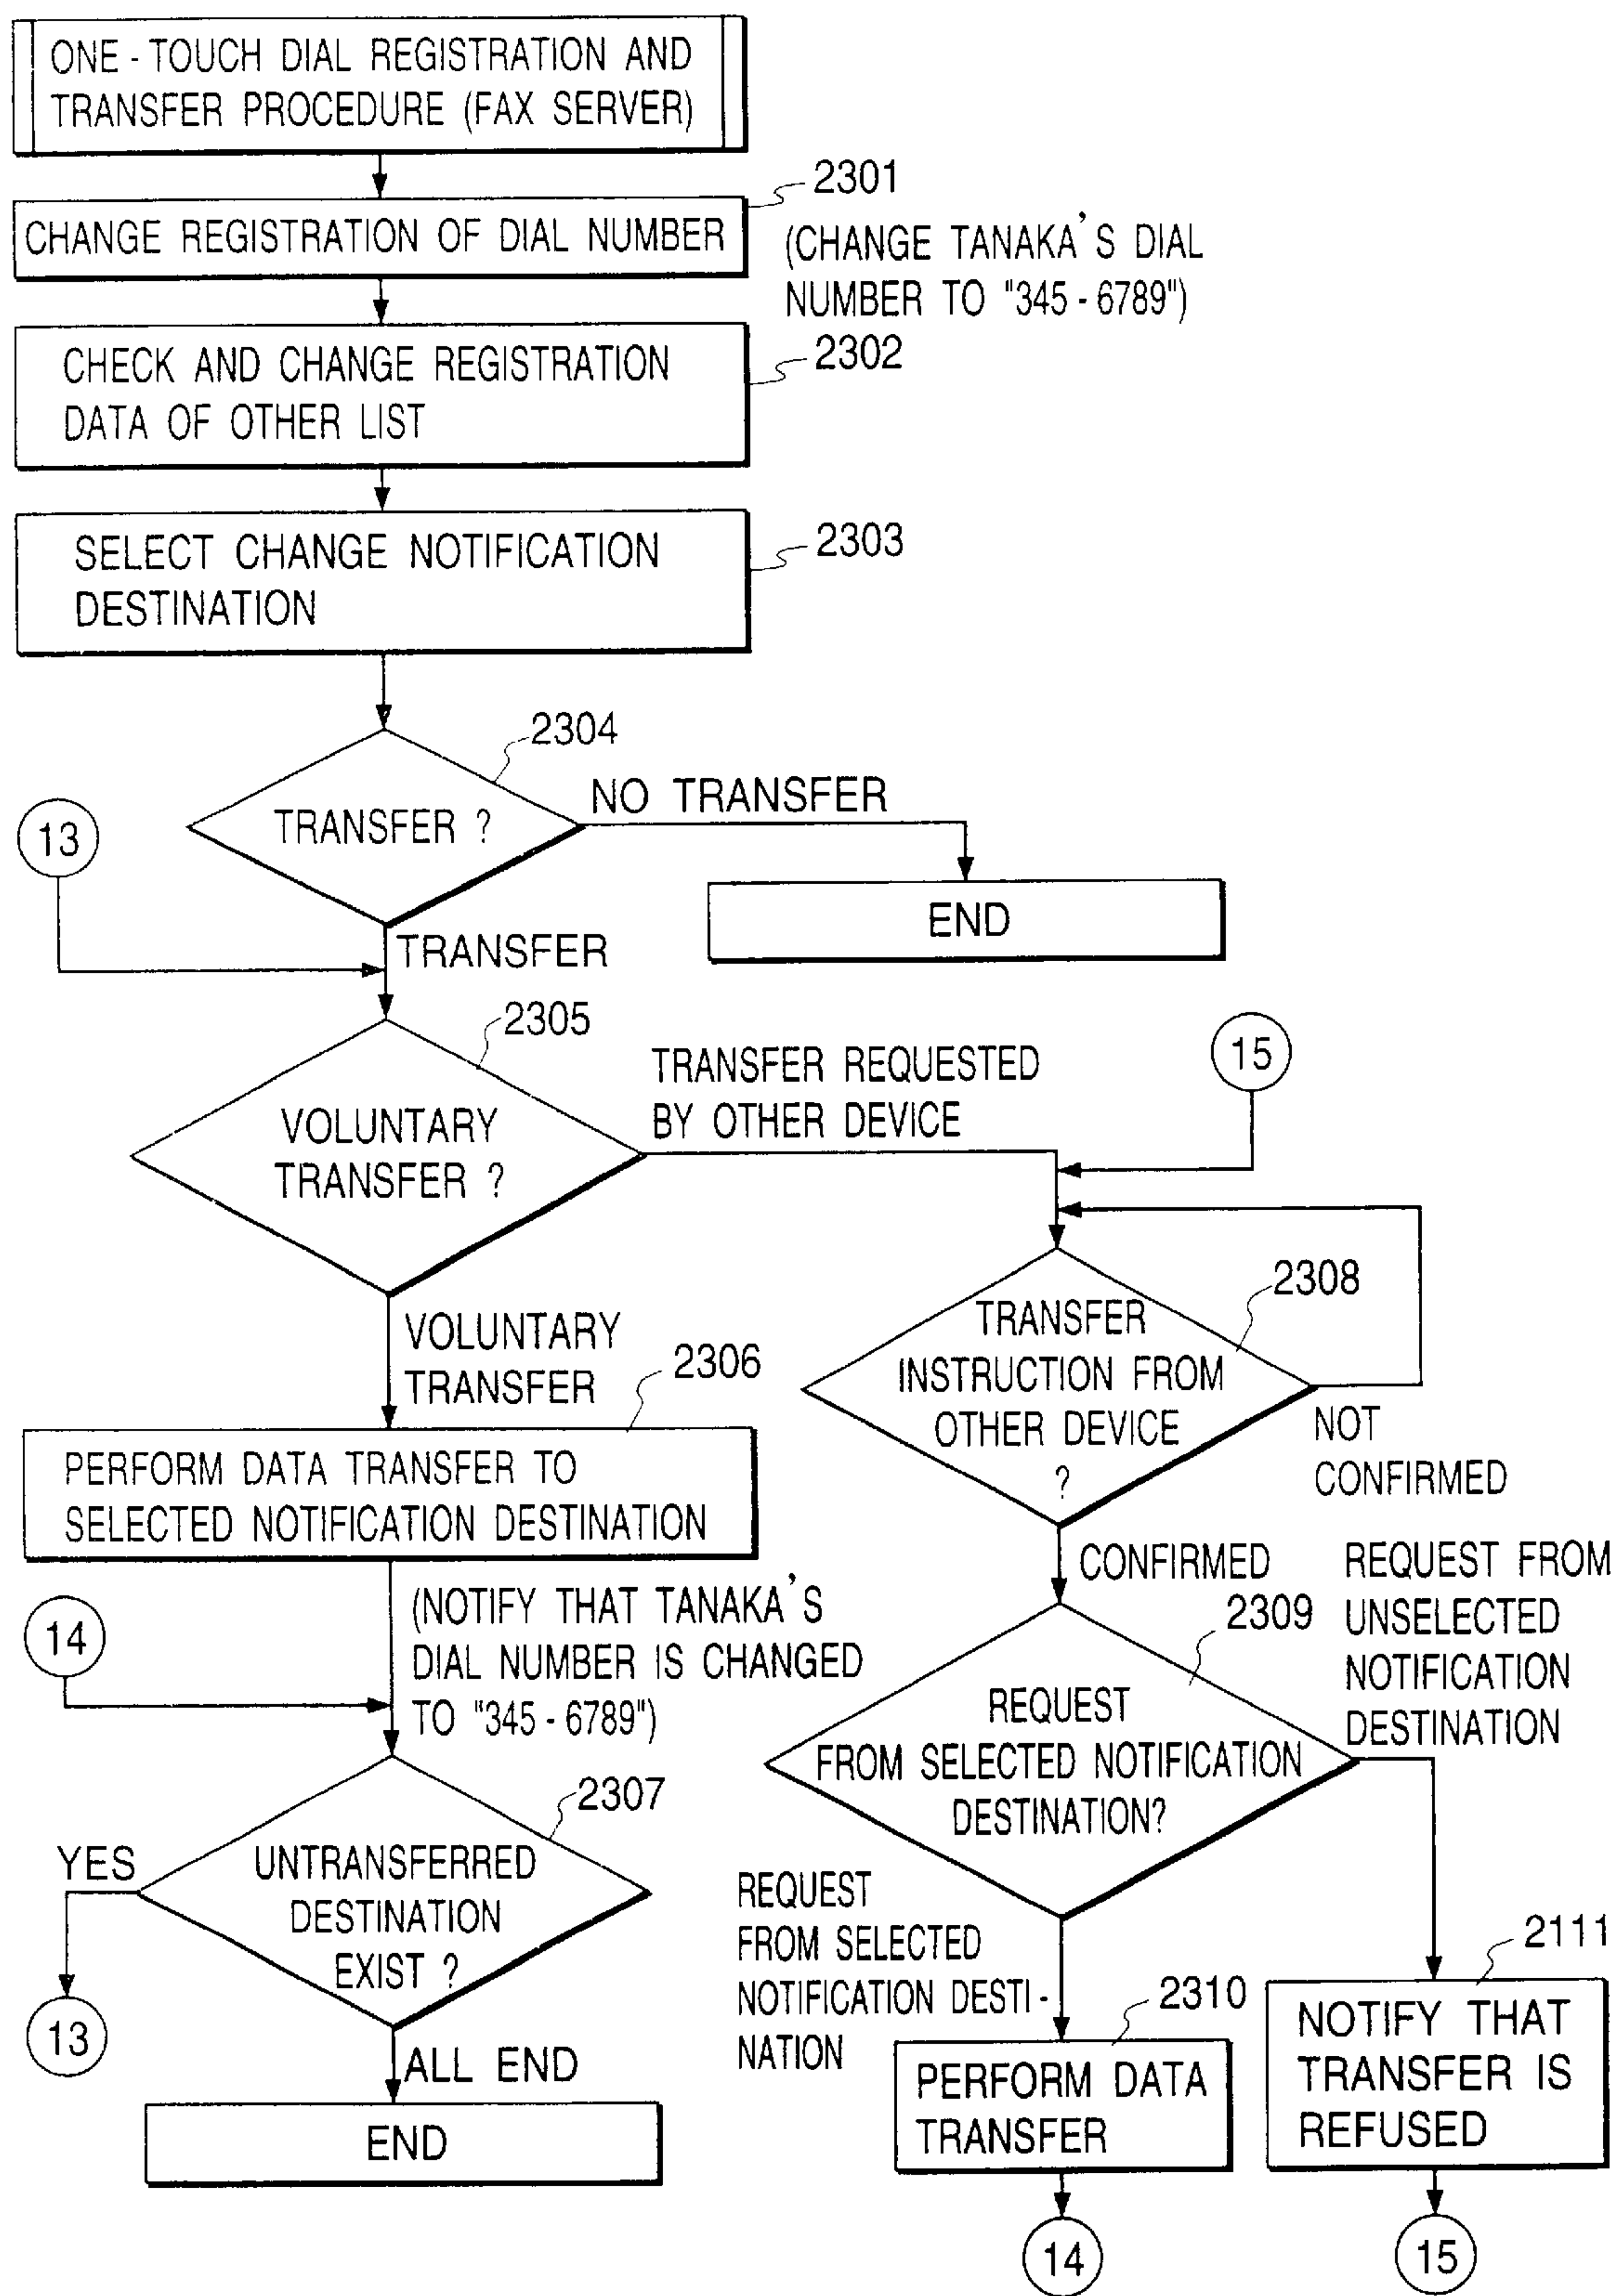 ONE - TOUCH DIAL REGISTRATION AND
TRANSFER PROCEDURE (FAX SERVER)
2301
CHANGE REGISTRATION OF DIAL NUMBER
(CHANGE TANAKA'S DIAL
NUMBER TO "345 - 6789")
2302
CHECK AND CHANGE REGISTRATION
DATA OF OTHER LIST
2303
SELECT CHANGE NOTIFICATION
DESTINATION
2304
TRANSFER ?
NO TRANSFER
END
13
TRANSFER
2305
VOLUNTARY
TRANSFER ?
TRANSFER REQUESTED
BY OTHER DEVICE
15
VOLUNTARY
TRANSFER
2306
PERFORM DATA TRANSFER TO
SELECTED NOTIFICATION DESTINATION
2308
TRANSFER
INSTRUCTION FROM
OTHER DEVICE
?
NOT
CONFIRMED
CONFIRMED
14
(NOTIFY THAT TANAKA'S
DIAL NUMBER IS CHANGED
TO "345 - 6789")
2309
REQUEST
FROM SELECTED NOTIFICATION
DESTINATION?
REQUEST FROM
UNSELECTED
NOTIFICATION
DESTINATION
2307
UNTRANSFERRED
DESTINATION
EXIST ?
YES
13
ALL END
END
REQUEST
FROM SELECTED
NOTIFICATION DESTI -
NATION
2310
PERFORM DATA
TRANSFER
14
2111
NOTIFY THAT
TRANSFER IS
REFUSED
15